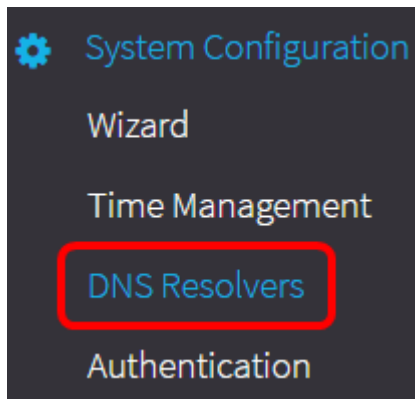 System Configuration
Wizard
Time Management
DNS Resolvers
Authentication